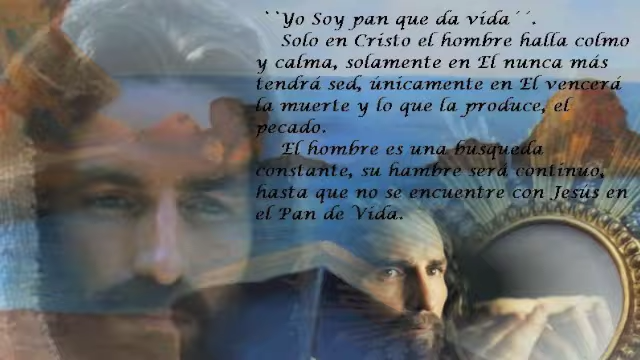 ``Yo Soy pan que da vida´´.
Solo en Cristo el hombre halla colmo
y calma, solamente en El nunca más
tendrá sed, únicamente en El vencerá
la muerte y lo que la produce, el
pecado.
El hombre es una busqueda
constante, su hambre será continuo,
hasta que no se encuentre con Jesús en
el Pan de Vida.